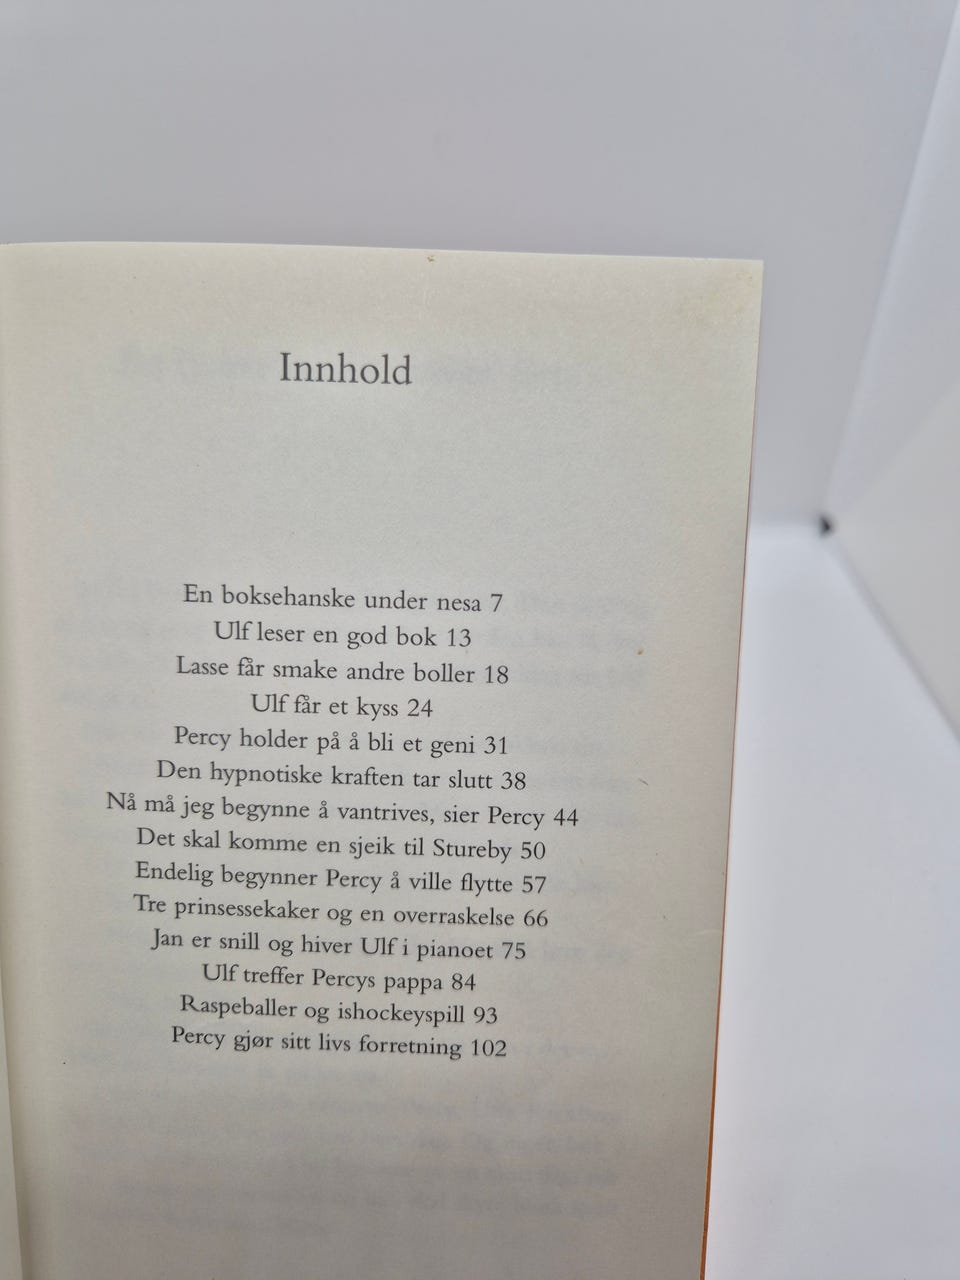 Innhold
En boksehanske under nesa 7
Ulf leser en god bok 13
Lasse får smake andre boller 18
Ulf får et kyss 24
Percy holder på å bli et geni 31
Den hypnotiske kraften tar slutt 38
Nå må jeg begynne å vantrives, sier Percy 44
Det skal komme en sjeik til Stureby 50
Endelig begynner Percy å ville flytte 57
Tre prinsessekaker og en overraskelse 66
Jan er snill og hiver Ulf i pianoet 75
Ulf treffer Percys pappa 84
Raspeballer og ishockeyspill 93
Percy gjør sitt livs forretning 102